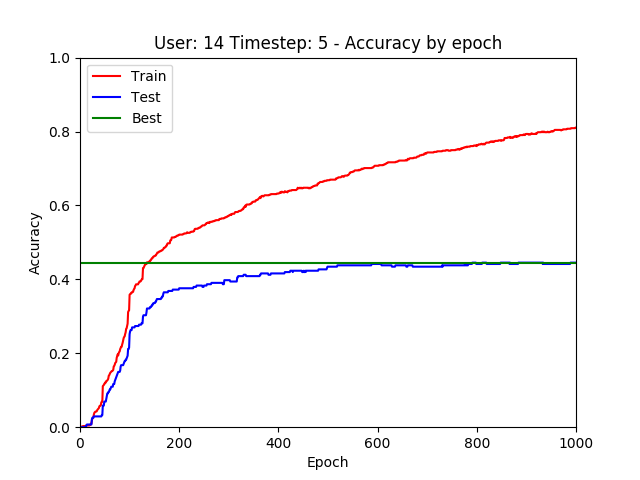 User: 14 Timestep: 5 - Accuracy by epoch
1.0
Train
Test
Best
0.8
0.6
Accuracy
0.4
0.2
0.0
0 200 400 600 800 1000
Epoch